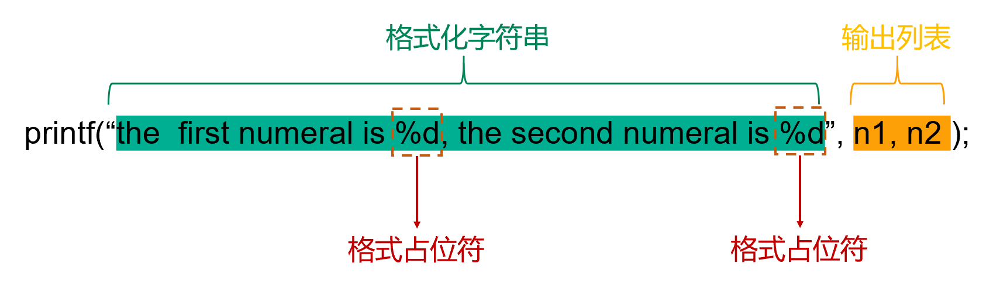 格式化字符串 输出列表
printf(“the  first numeral is %d, the second numeral is %d”, n1, n2 );
格式占位符 格式占位符